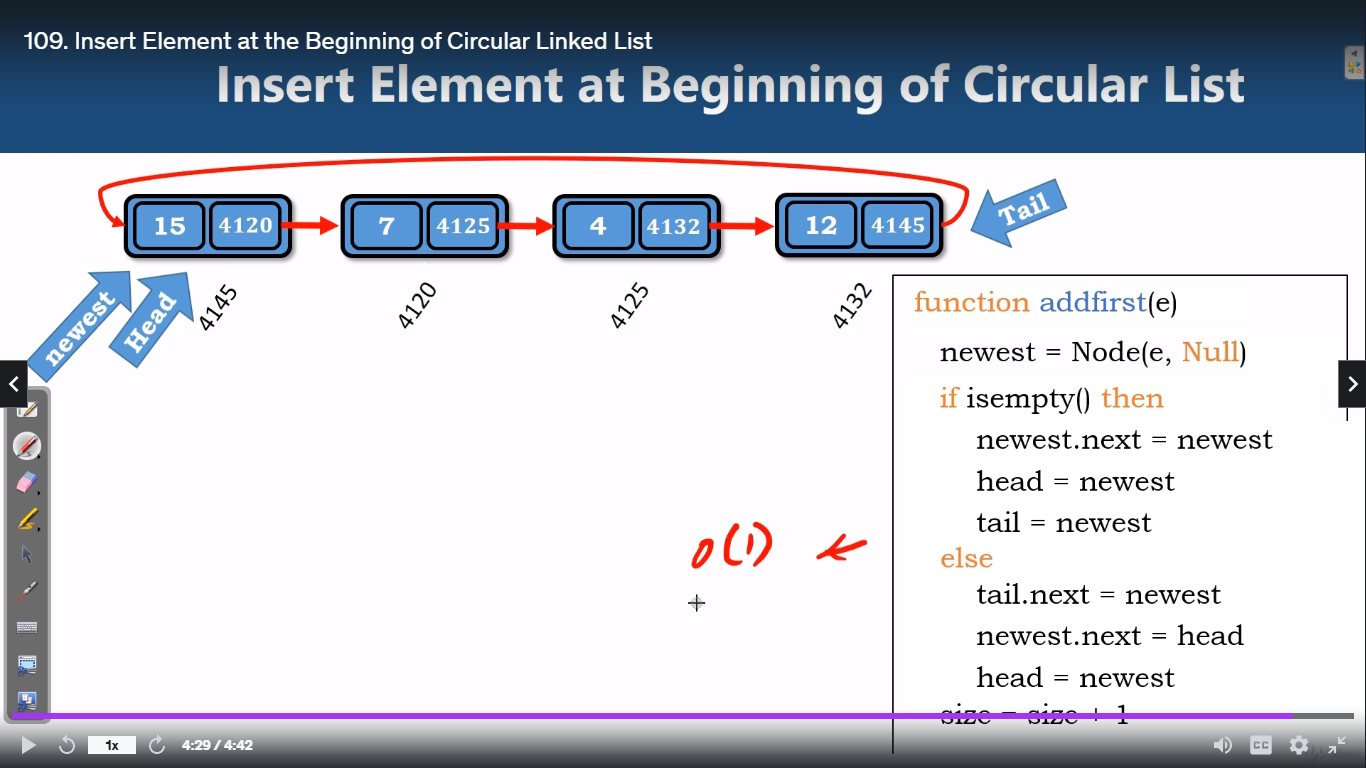 109. Insert Element at the Beginning of Circular Linked List
Insert Element at Beginning of Circular List
15 4120 7 4125 4 4132 12 4145
Tail
newest
Head
4145 4120 4125 4132
function addfirst(e)
newest = Node(e, Null)
if isempty() then
newest.next = newest
head = newest
tail = newest
else
tail.next = newest
newest.next = head
head = newest
size = size + 1
o(1)
1x 4:29 / 4:42
CC